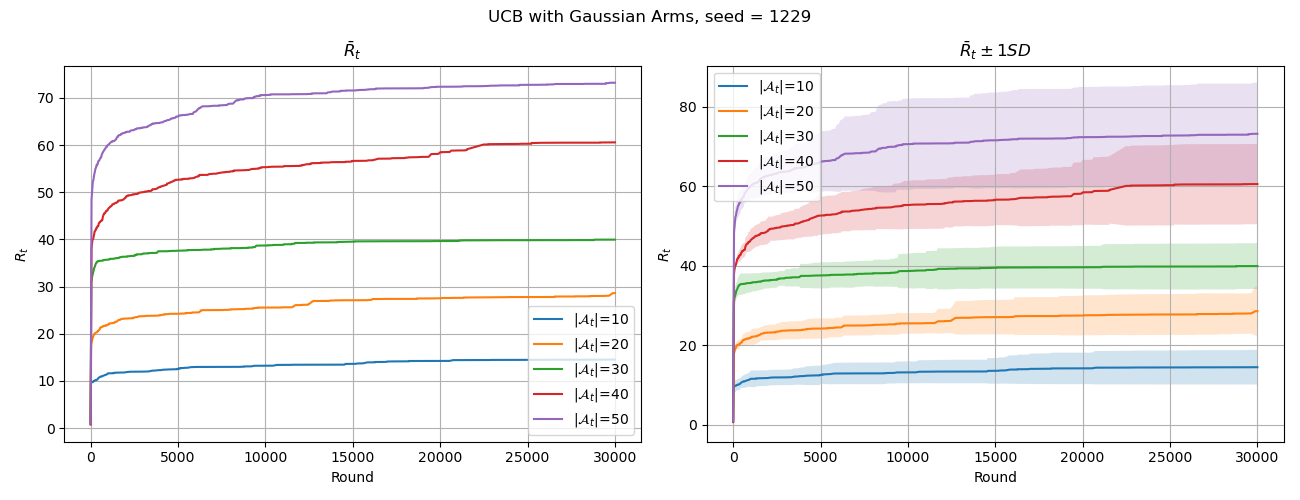 UCB with Gaussian Arms, seed = 1229
R̄ₜ
70
60
50
40
30
20
10
0
Rₜ
|𝒜ₜ|=10
|𝒜ₜ|=20
|𝒜ₜ|=30
|𝒜ₜ|=40
|𝒜ₜ|=50
0 5000 10000 15000 20000 25000 30000
Round
R̄ₜ ± 1SD
|𝒜ₜ|=10
|𝒜ₜ|=20
|𝒜ₜ|=30
|𝒜ₜ|=40
|𝒜ₜ|=50
80
60
40
20
0
Rₜ
0 5000 10000 15000 20000 25000 30000
Round